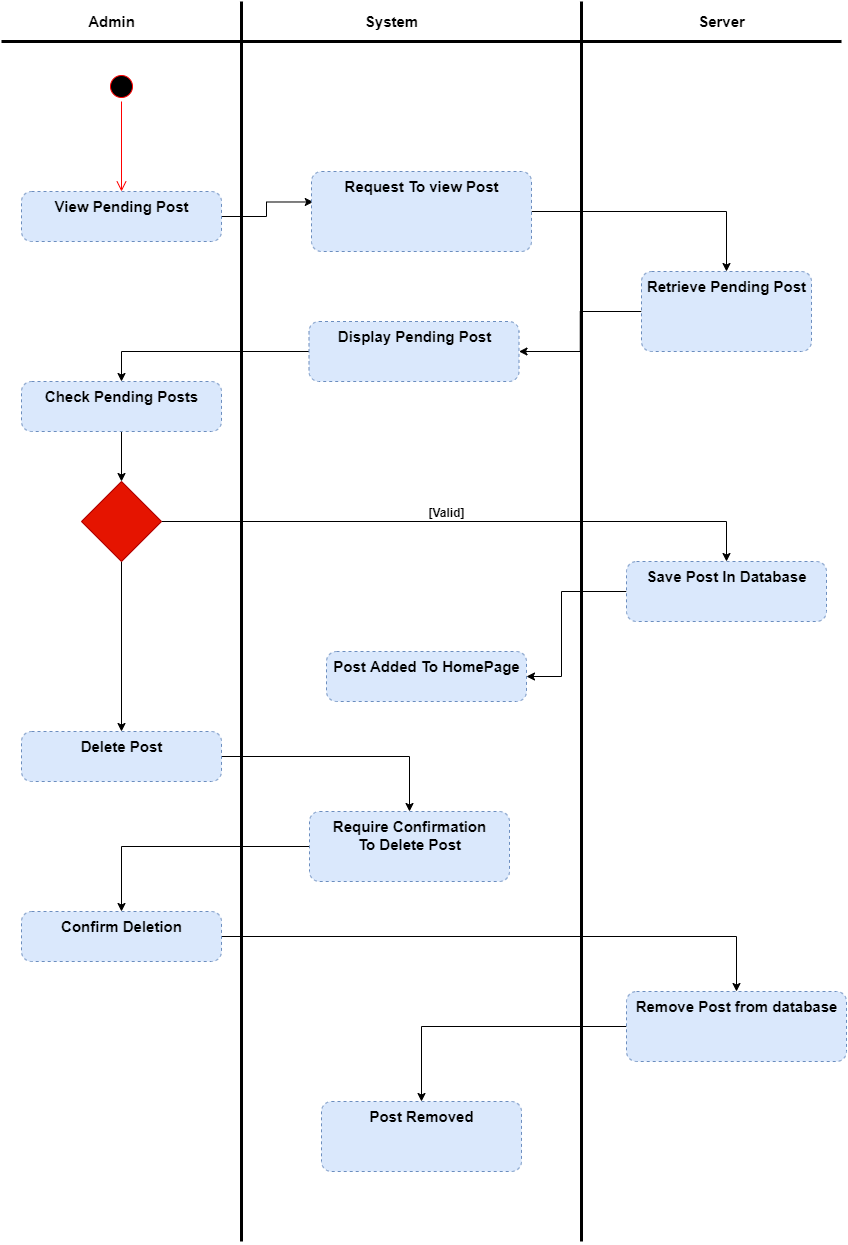 Admin
System
Server
View Pending Post
Request To view Post
Retrieve Pending Post
Display Pending Post
Check Pending Posts
[Valid]
Save Post In Database
Post Added To HomePage
Delete Post
Require Confirmation
To Delete Post
Confirm Deletion
Remove Post from database
Post Removed